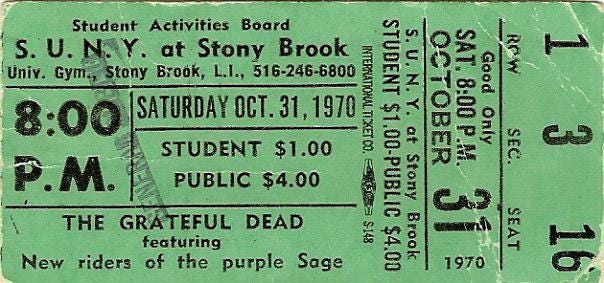 Student Activities Board
S. U. N. Y. at Stony Brook
Univ. Gym., Stony Brook, L.I., 516-246-6800
8:00
P.M.
SATURDAY OCT. 31, 1970
STUDENT $1.00
PUBLIC $4.00
THE GRATEFUL DEAD
featuring
New riders of the purple Sage
GENERAL
INTERNATIONAL TICKET CO.
S148
S. U. N. Y. at Stony Brook
STUDENT $1.00-PUBLIC $4.00
Good Only
SAT. 8:00 P.M.
OCTOBER 31
1970
ROW 1
SEC. 3
SEAT 16